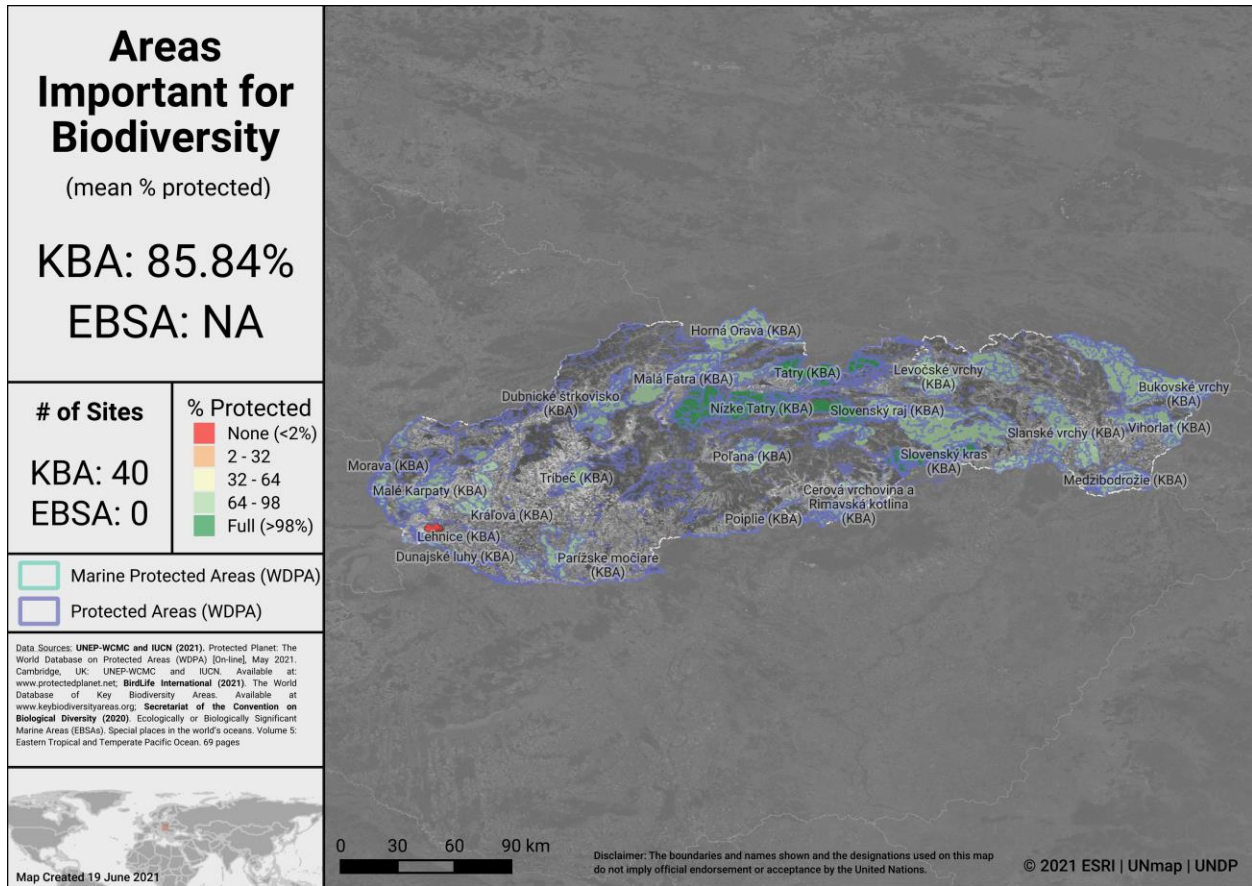 Areas
Important for
Biodiversity
(mean % protected)
KBA: 85.84%
EBSA: NA
# of Sites
KBA: 40
EBSA: 0
% Protected
None (<2%)
2 - 32
32 - 64
64 - 98
Full (>98%)
Marine Protected Areas (WDPA)
Protected Areas (WDPA)
Data Sources: UNEP-WCMC and IUCN (2021). Protected Planet: The
World Database on Protected Areas (WDPA) [On-line], May 2021.
Cambridge, UK: UNEP-WCMC and IUCN. Available at:
www.protectedplanet.net; BirdLife International (2021). The World
Database of Key Biodiversity Areas. Available at
www.keybiodiversityareas.org; Secretariat of the Convention on
Biological Diversity (2020). Ecologically or Biologically Significant
Marine Areas (EBSAs). Special places in the world's oceans. Volume 5:
Eastern Tropical and Temperate Pacific Ocean. 69 pages
Map Created 19 June 2021
Horná Orava (KBA)
Malá Fatra (KBA)
Tatry (KBA)
Levočské vrchy
(KBA)
Bukovské vrchy
(KBA)
Dubnické štrkovisko
(KBA)
Nízke Tatry (KBA)
Slovenský raj (KBA)
Slanské vrchy (KBA)
Vihorlat (KBA)
Morava (KBA)
Tribeč (KBA)
Poľana (KBA)
Slovenský kras
(KBA)
Medzibodrožie (KBA)
Malé Karpaty (KBA)
Cerová vrchovina a
Rimavská kotlina
(KBA)
Kráľová (KBA)
Poiplie (KBA)
Lehnice (KBA)
Dunajské luhy (KBA)
Parížske močiare
(KBA)
0 30 60 90 km
Disclaimer: The boundaries and names shown and the designations used on this map
do not imply official endorsement or acceptance by the United Nations.
© 2021 ESRI | UNmap | UNDP